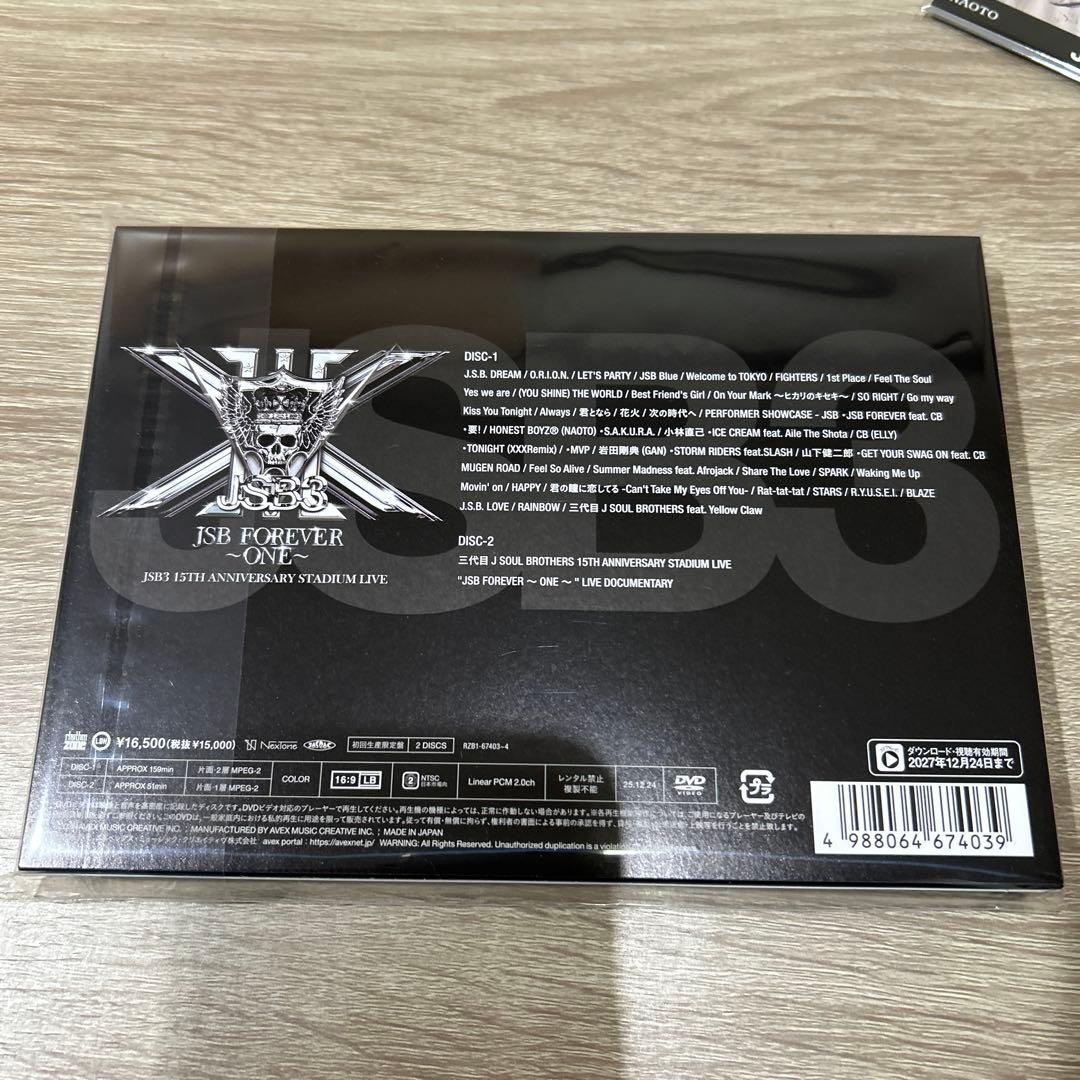 NAOTO
J
JSB3
DISC-1
J.S.B. DREAM / O.R.I.O.N. / LET'S PARTY / JSB Blue / Welcome to TOKYO / FIGHTERS / 1st Place / Feel The Soul
Yes we are / (YOU SHINE) THE WORLD / Best Friend's Girl / On Your Mark ～ヒカリのキセキ～ / SO RIGHT / Go my way
Kiss You Tonight / Always / 君となら / 花火 / 次の時代へ / PERFORMER SHOWCASE - JSB ・JSB FOREVER feat. CB
・要! / HONEST BOYZ® (NAOTO) ・S.A.K.U.R.A. / 小林直己 ・ICE CREAM feat. Aile The Shota / CB (ELLY)
・TONIGHT (XXXRemix) / ・MVP / 岩田剛典 (GAN) ・STORM RIDERS feat.SLASH / 山下健二郎 ・GET YOUR SWAG ON feat. CB
MUGEN ROAD / Feel So Alive / Summer Madness feat. Afrojack / Share The Love / SPARK / Waking Me Up
Movin' on / HAPPY / 君の瞳に恋してる -Can't Take My Eyes Off You- / Rat-tat-tat / STARS / R.Y.U.S.E.I. / BLAZE
J.S.B. LOVE / RAINBOW / 三代目 J SOUL BROTHERS feat. Yellow Claw
DISC-2
三代目 J SOUL BROTHERS 15TH ANNIVERSARY STADIUM LIVE
"JSB FOREVER ～ ONE ～ " LIVE DOCUMENTARY
JSB3
JSB FOREVER
～ONE～
JSB3 15TH ANNIVERSARY STADIUM LIVE
rhythm zone LDH ¥16,500(税抜¥15,000) NexTone 初回生産限定盤 2 DISCS RZB1-67403~4
ダウンロード・視聴有効期間
2027年12月24日まで
DISC-1 APPROX 159min 片面・2層 MPEG-2
DISC-2 APPROX 51min 片面・1層 MPEG-2
COLOR 16:9 LB 2 NTSC 日本市場向 Linear PCM 2.0ch レンタル禁止 複製不能 25.12.24 DVD VIDEO プラ
AVEX MUSIC CREATIVE INC. ; MANUFACTURED BY AVEX MUSIC CREATIVE INC. ; MADE IN JAPAN
avex portal : https://avexnet.jp/ WARNING: All Rights Reserved. Unauthorized duplication is a
4 988064 674039